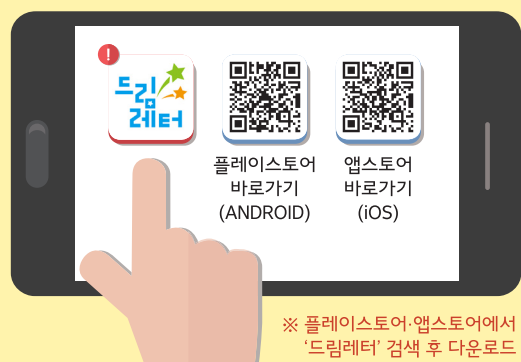 !
드림
레터
플레이스토어
바로가기
(ANDROID)
앱스토어
바로가기
(iOS)
※ 플레이스토어·앱스토어에서
‘드림레터’ 검색 후 다운로드